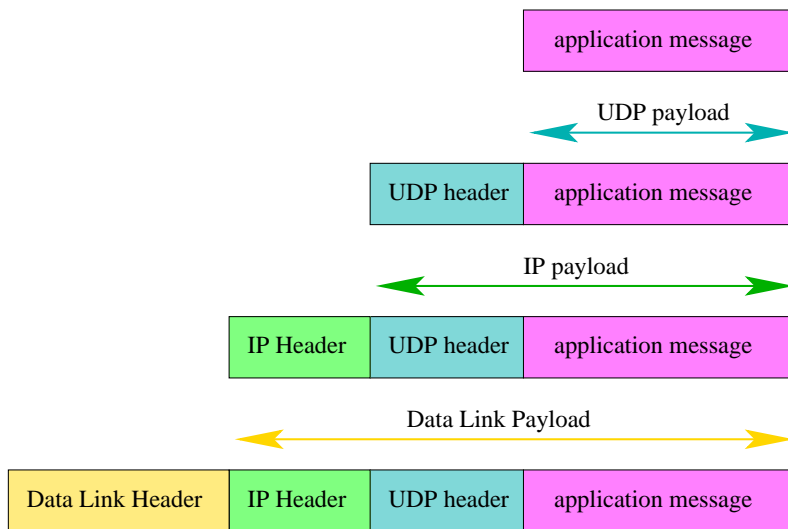 application message
UDP payload
UDP header application message
IP payload
IP Header UDP header application message
Data Link Payload
Data Link Header IP Header UDP header application message